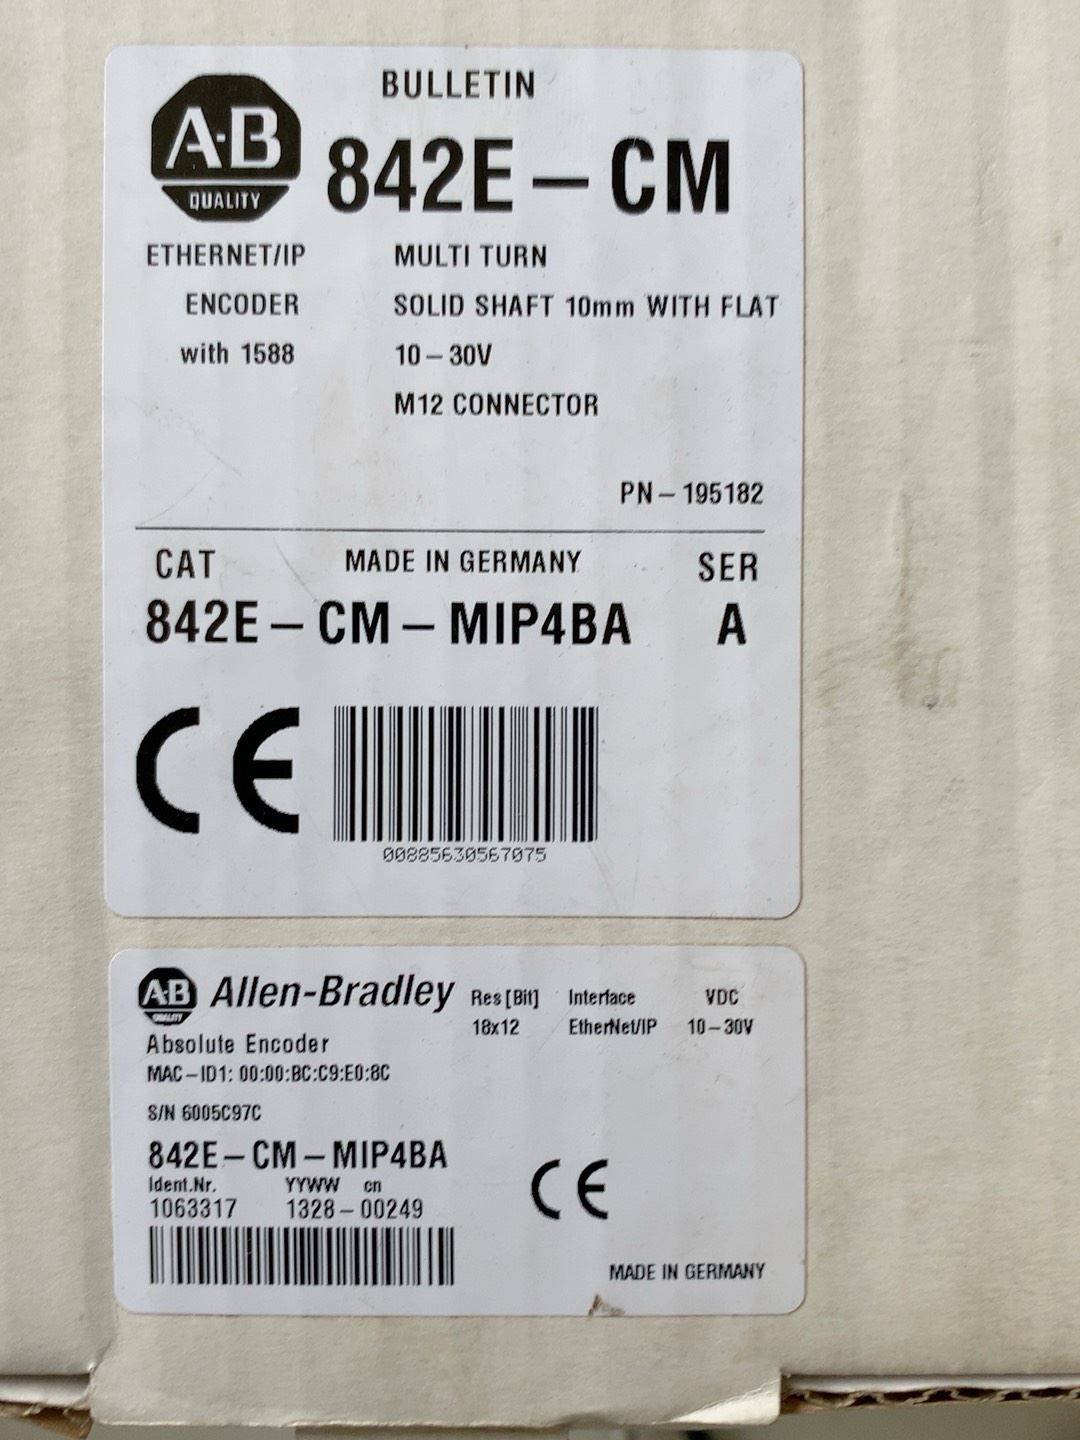 A-B
QUALITY
BULLETIN
842E – CM
ETHERNET/IP MULTI TURN
ENCODER SOLID SHAFT 10mm WITH FLAT
with 1588 10 – 30V
M12 CONNECTOR
PN – 195182
CAT MADE IN GERMANY SER
842E – CM – MIP4BA A
CE
00885630567075
A-B QUALITY Allen-Bradley Res [Bit] Interface VDC
18x12 EtherNet/IP 10 – 30V
Absolute Encoder
MAC – ID1: 00:00:BC:C9:E0:8C
S/N 6005C97C
842E – CM – MIP4BA
CE
Ident.Nr. YYWW cn
1063317 1328 – 00249
MADE IN GERMANY